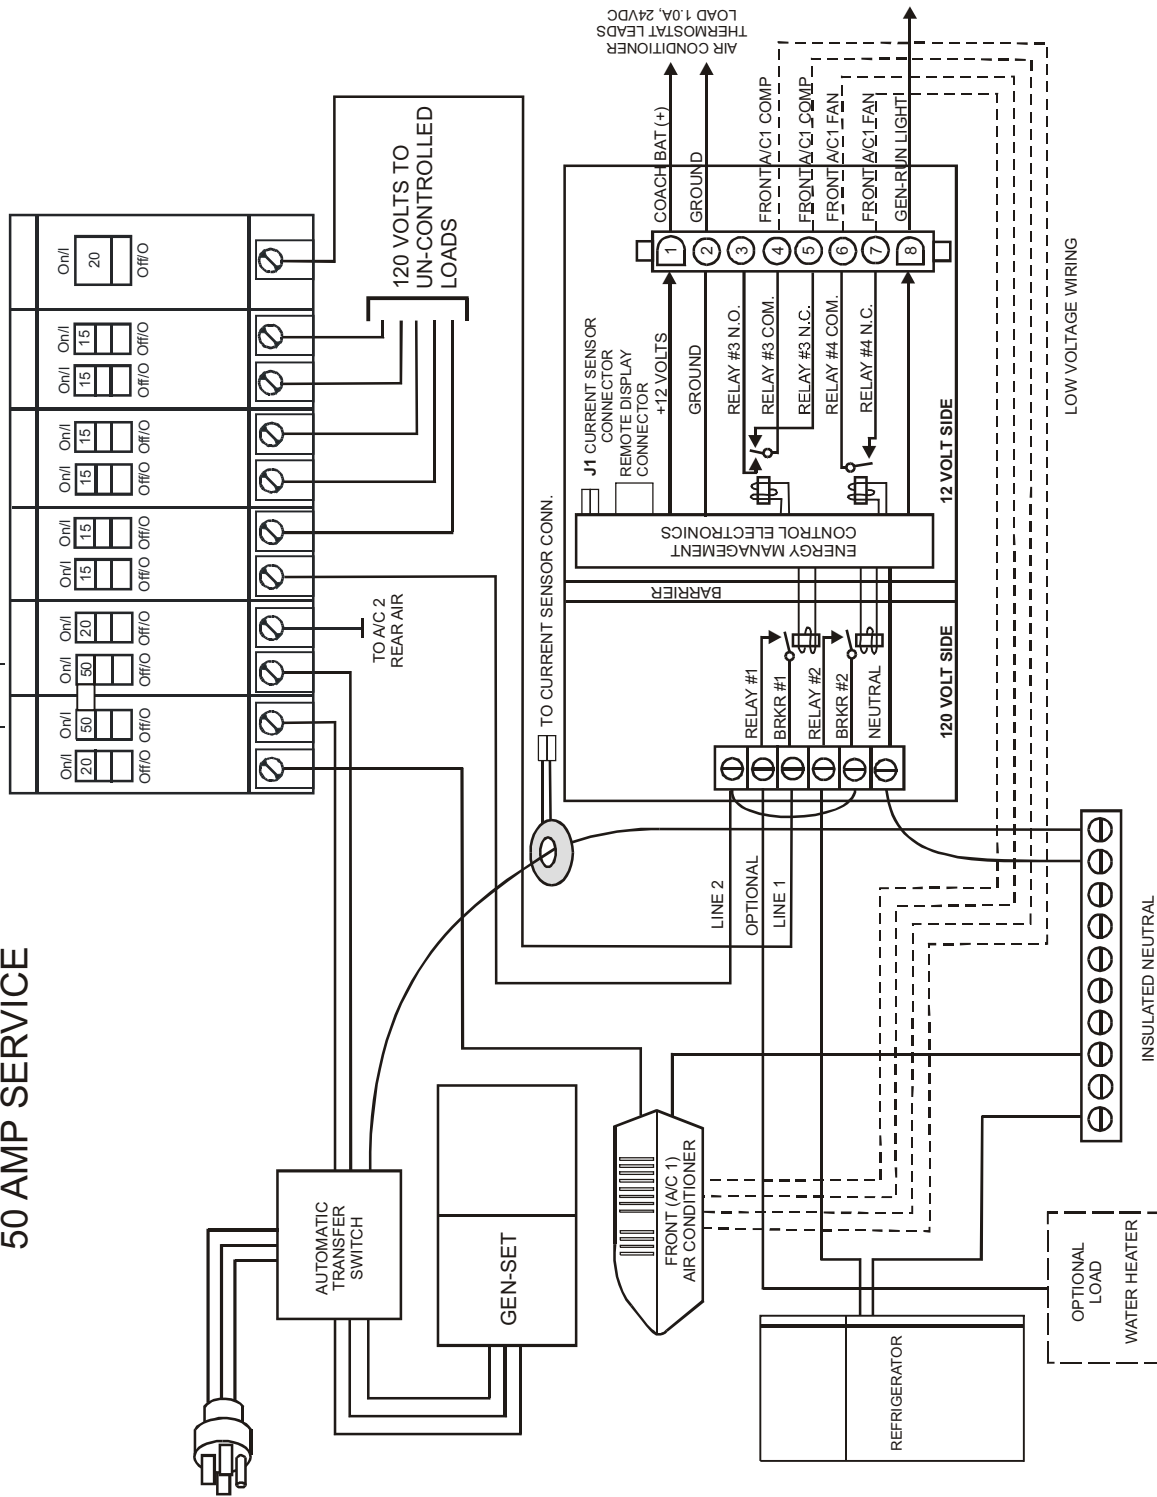 50 AMP SERVICE
On/I
20
Off/O
On/I
50
Off/O
On/I
50
Off/O
On/I
20
Off/O
On/I
15
Off/O
On/I
15
Off/O
On/I
15
Off/O
On/I
15
Off/O
On/I
15
Off/O
On/I
15
Off/O
On/I
20
Off/O
120 VOLTS TO
UN-CONTROLLED
LOADS
TO A/C 2
REAR AIR
TO CURRENT SENSOR CONN.
AUTOMATIC
TRANSFER
SWITCH
GEN-SET
FRONT (A/C 1)
AIR CONDITIONER
REFRIGERATOR
OPTIONAL
LOAD
WATER HEATER
INSULATED NEUTRAL
LINE 2
OPTIONAL
LINE 1
RELAY #1
BRKR #1
RELAY #2
BRKR #2
NEUTRAL
120 VOLT SIDE
BARRIER
ENERGY MANAGEMENT
CONTROL ELECTRONICS
12 VOLT SIDE
J1 CURRENT SENSOR
CONNECTOR
REMOTE DISPLAY
CONNECTOR
+12 VOLTS
GROUND
RELAY #3 N.O.
RELAY #3 COM.
RELAY #3 N.C.
RELAY #4 COM.
RELAY #4 N.C.
1
2
3
4
5
6
7
8
COACH BAT (+)
GROUND
FRONT A/C1 COMP
FRONT A/C1 COMP
FRONT A/C1 FAN
FRONT A/C1 FAN
GEN-RUN LIGHT
AIR CONDITIONER
THERMOSTAT LEADS
LOAD 1.0A, 24VDC
LOW VOLTAGE WIRING